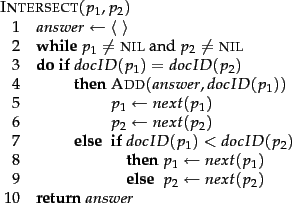 INTERSECT(p₁, p₂)
1 answer ← ⟨ ⟩
2 while p₁ ≠ NIL and p₂ ≠ NIL
3 do if docID(p₁) = docID(p₂)
4 then ADD(answer, docID(p₁))
5 p₁ ← next(p₁)
6 p₂ ← next(p₂)
7 else if docID(p₁) < docID(p₂)
8 then p₁ ← next(p₁)
9 else p₂ ← next(p₂)
10 return answer